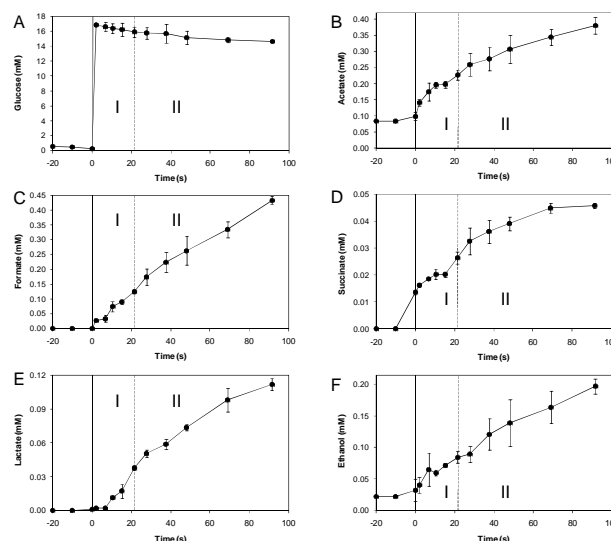 A
Glucose (mM)
18
16
14
12
10
8
6
4
2
0
I
II
-20 0 20 40 60 80 100
Time (s)
B
Acetate (mM)
0.40
0.35
0.30
0.25
0.20
0.15
0.10
0.05
0.00
I
II
-20 0 20 40 60 80 100
Time (s)
C
Formate (mM)
0.45
0.40
0.35
0.30
0.25
0.20
0.15
0.10
0.05
0.00
I
II
-20 0 20 40 60 80 100
Time (s)
D
Succinate (mM)
0.05
0.04
0.03
0.02
0.01
0.00
I
II
-20 0 20 40 60 80 100
Time (s)
E
Lactate (mM)
0.12
0.09
0.06
0.03
0.00
I
II
-20 0 20 40 60 80 100
Time (s)
F
Ethanol (mM)
0.20
0.15
0.10
0.05
0.00
I
II
-20 0 20 40 60 80 100
Time (s)